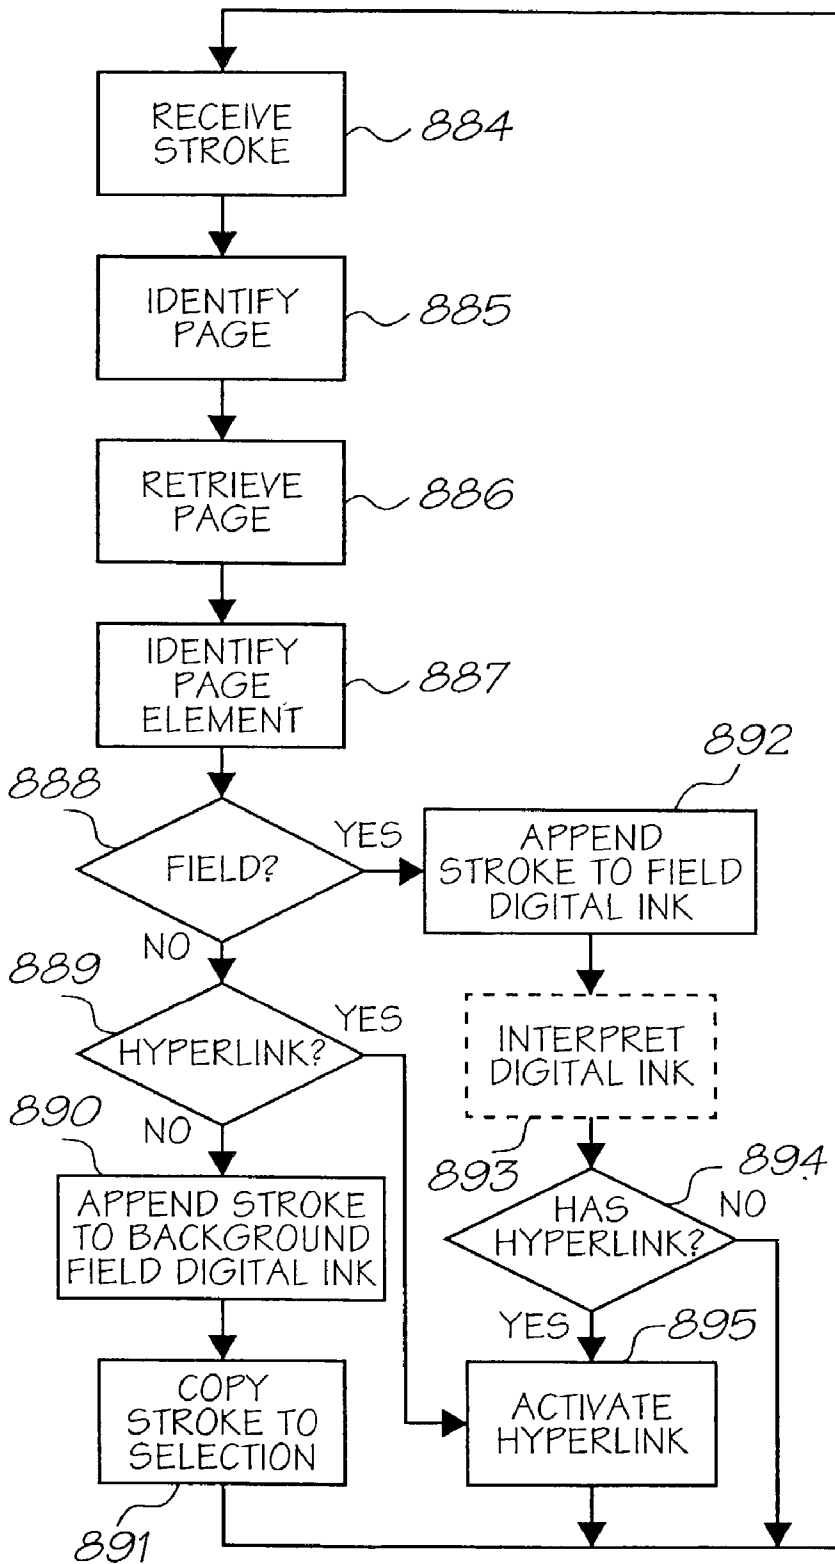 RECEIVE
STROKE
884
IDENTIFY
PAGE
885
RETRIEVE
PAGE
886
IDENTIFY
PAGE
ELEMENT
887
888
FIELD?
YES
NO
892
APPEND
STROKE TO FIELD
DIGITAL INK
889
HYPERLINK?
YES
NO
INTERPRET
DIGITAL INK
893
890
APPEND STROKE
TO BACKGROUND
FIELD DIGITAL INK
894
HAS
HYPERLINK?
NO
YES
895
COPY
STROKE TO
SELECTION
891
ACTIVATE
HYPERLINK